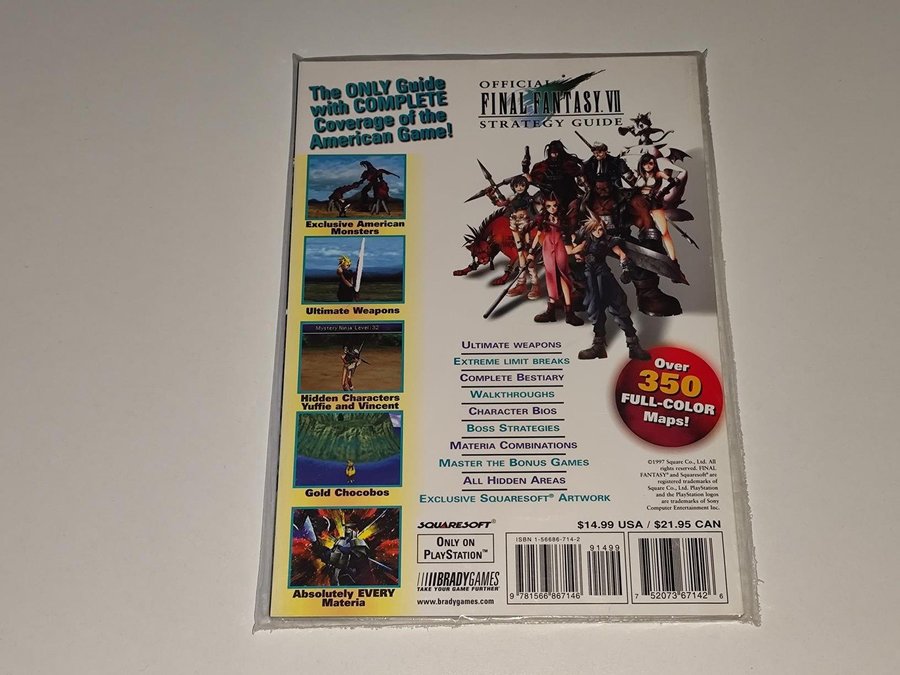 The ONLY Guide
with COMPLETE
Coverage of the
American Game!
Exclusive American
Monsters
Ultimate Weapons
Mystery Ninja Level:32
Hidden Characters
Yuffie and Vincent
Gold Chocobos
Absolutely EVERY
Materia
OFFICIAL
FINAL FANTASY. VII
STRATEGY GUIDE
ULTIMATE WEAPONS
EXTREME LIMIT BREAKS
COMPLETE BESTIARY
WALKTHROUGHS
CHARACTER BIOS
BOSS STRATEGIES
MATERIA COMBINATIONS
MASTER THE BONUS GAMES
ALL HIDDEN AREAS
EXCLUSIVE SQUARESOFT® ARTWORK
Over
350
FULL-COLOR
Maps!
©1997 Square Co., Ltd. All
rights reserved. FINAL
FANTASY and Squaresoft are
registered trademarks of
Square Co., Ltd. PlayStation
and the PlayStation logos
are trademarks of Sony
Computer Entertainment Inc.
SQUARESOFT®
ONLY ON
PLAYSTATION™
BRADYGAMES
TAKE YOUR GAME FURTHER™
www.bradygames.com
$14.99 USA / $21.95 CAN
ISBN 1-56686-714-2
91499
9 781566 867146
7 52073 67142 6